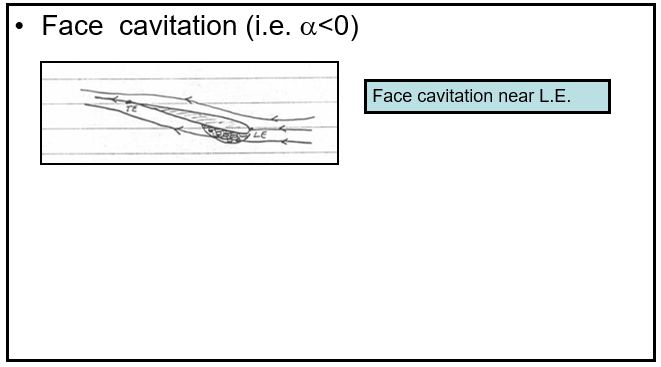 • Face cavitation (i.e. α<0)
Face cavitation near L.E.
TE
LE